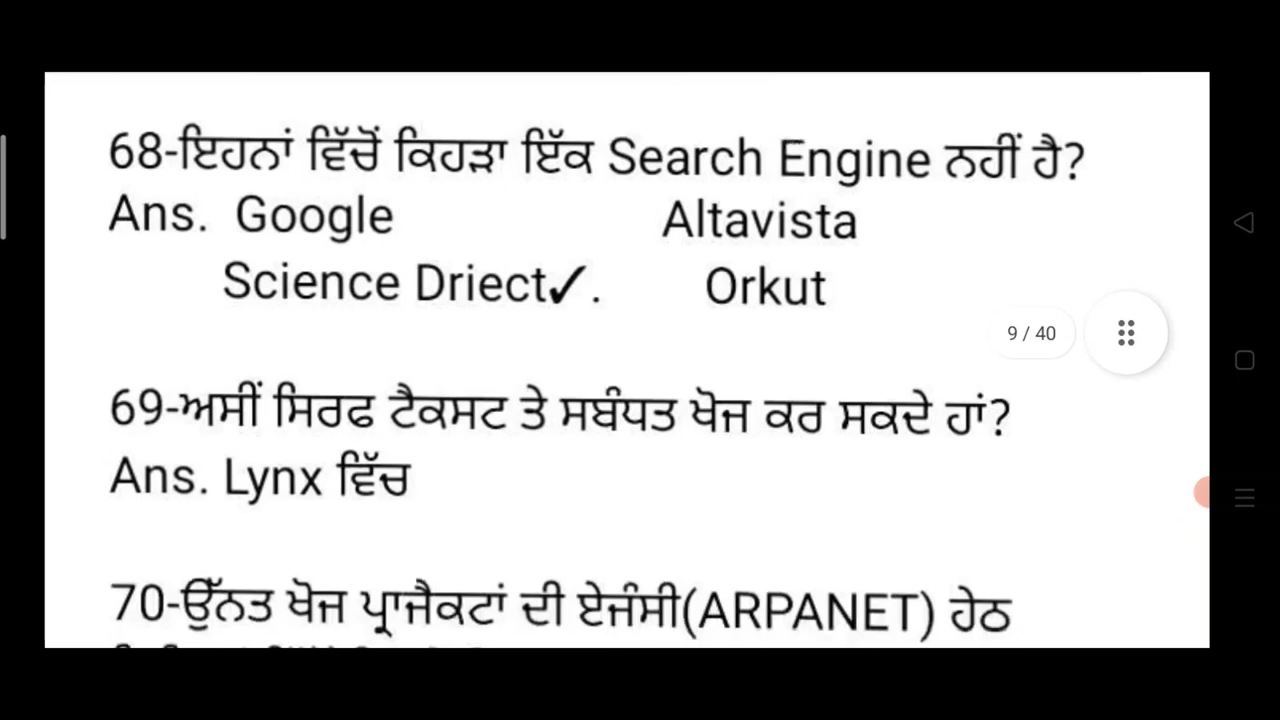 68-ਇਹਨਾਂ ਵਿੱਚੋਂ ਕਿਹੜਾ ਇੱਕ Search Engine ਨਹੀਂ ਹੈ?
Ans. Google Altavista
Science Driect✓. Orkut
9 / 40
69-ਅਸੀਂ ਸਿਰਫ ਟੈਕਸਟ ਤੇ ਸਬੰਧਤ ਖੋਜ ਕਰ ਸਕਦੇ ਹਾਂ?
Ans. Lynx ਵਿੱਚ
70-ਉੱਨਤ ਖੋਜ ਪ੍ਰਾਜੈਕਟਾਂ ਦੀ ਏਜੰਸੀ(ARPANET) ਹੇਠ